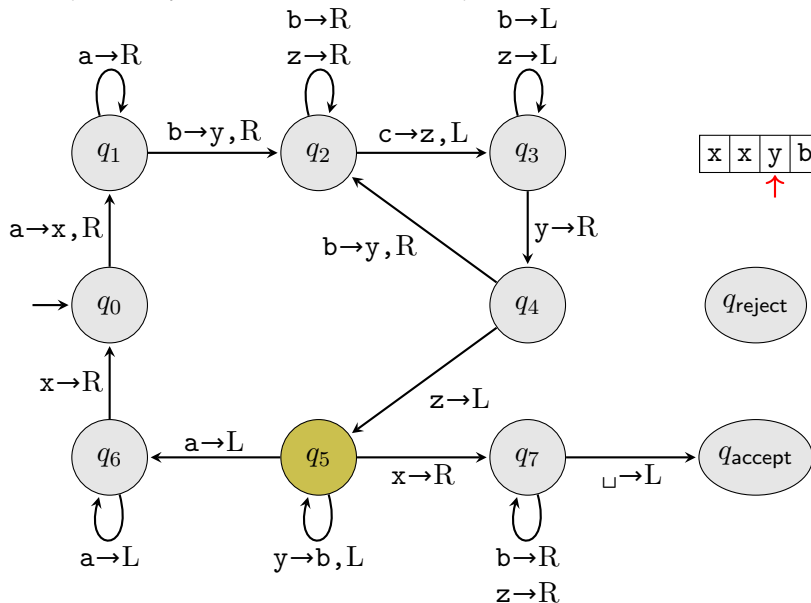 b→R b→L
a→R z→R z→L
q1 b→y,R q2 c→z,L q3 x x y b
a→x,R b→y,R y→R
q0 q4 qreject
x→R z→L
q6 a→L q5 x→R q7 ␣→L qaccept
a→L y→b,L b→R
z→R